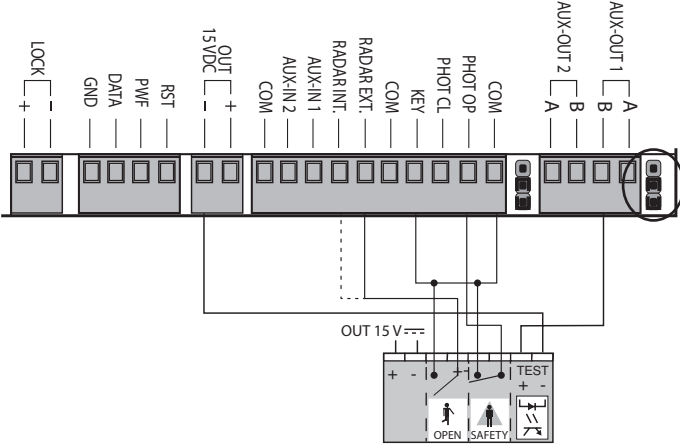 LOCK
+ -
GND
DATA
PWF
RST
OUT
15 VDC
- +
COM
AUX-IN 2
AUX-IN 1
RADAR INT.
RADAR EXT.
COM
KEY
PHOT CL
PHOT OP
COM
AUX-OUT 2
A B
AUX-OUT 1
B A
OUT 15 V
+ - + - TEST
+ -
OPEN SAFETY